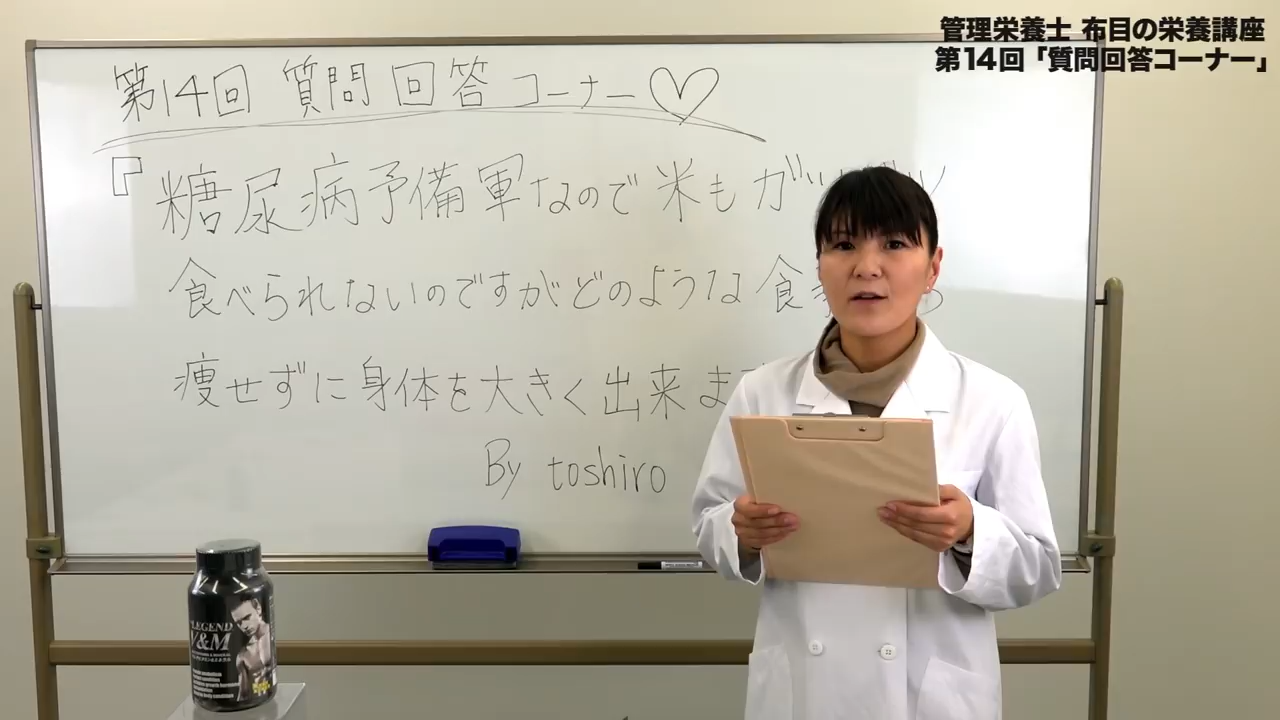 管理栄養士 布目の栄養講座
第14回「質問回答コーナー」
第14回 質問回答コーナー♡
『糖尿病予備軍なので米もガ
食べられないのですがどのような食
痩せずに身体を大きく出来ま
By toshiro
LEGEND
V&M